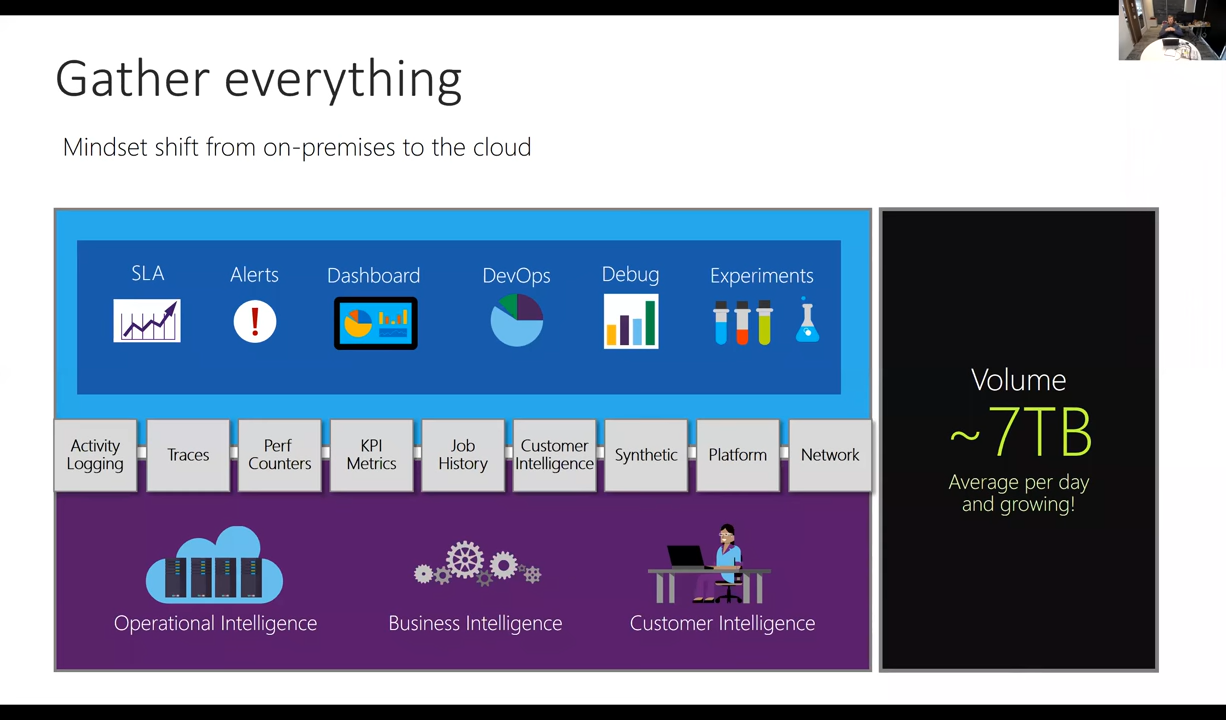 Gather everything
Mindset shift from on-premises to the cloud
SLA
Alerts
Dashboard
DevOps
Debug
Experiments
!
Activity
Logging
Traces
Perf
Counters
KPI
Metrics
Job
History
Customer
Intelligence
Synthetic
Platform
Network
Operational Intelligence
Business Intelligence
Customer Intelligence
Volume
~7TB
Average per day
and growing!